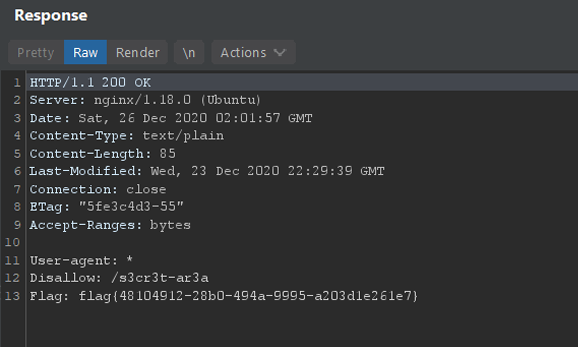 Response
Pretty Raw Render \n Actions
1 HTTP/1.1 200 OK
2 Server: nginx/1.18.0 (Ubuntu)
3 Date: Sat, 26 Dec 2020 02:01:57 GMT
4 Content-Type: text/plain
5 Content-Length: 85
6 Last-Modified: Wed, 23 Dec 2020 22:29:39 GMT
7 Connection: close
8 ETag: "5fe3c4d3-55"
9 Accept-Ranges: bytes
10
11 User-agent: *
12 Disallow: /s3cr3t-ar3a
13 Flag: flag{48104912-28b0-494a-9995-a203d1e261e7}